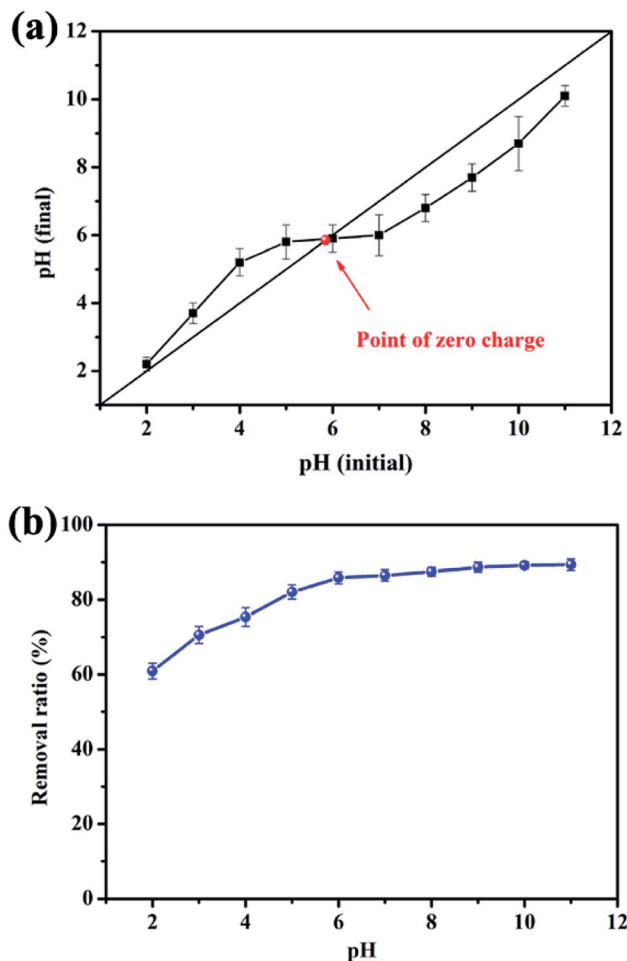 (a)
12
10
8
6
4
2
pH (final)
Point of zero charge
2 4 6 8 10 12
pH (initial)
(b)
100
80
60
40
20
0
Removal ratio (%)
2 4 6 8 10 12
pH